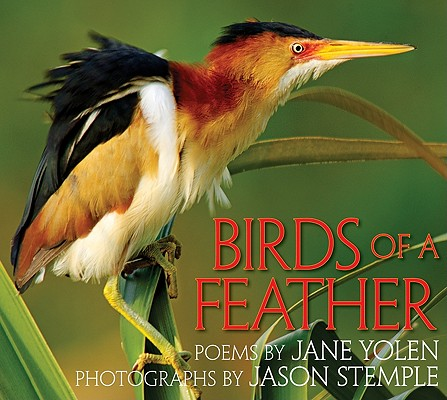 BIRDS OF A
FEATHER
POEMS BY JANE YOLEN
PHOTOGRAPHS BY JASON STEMPLE